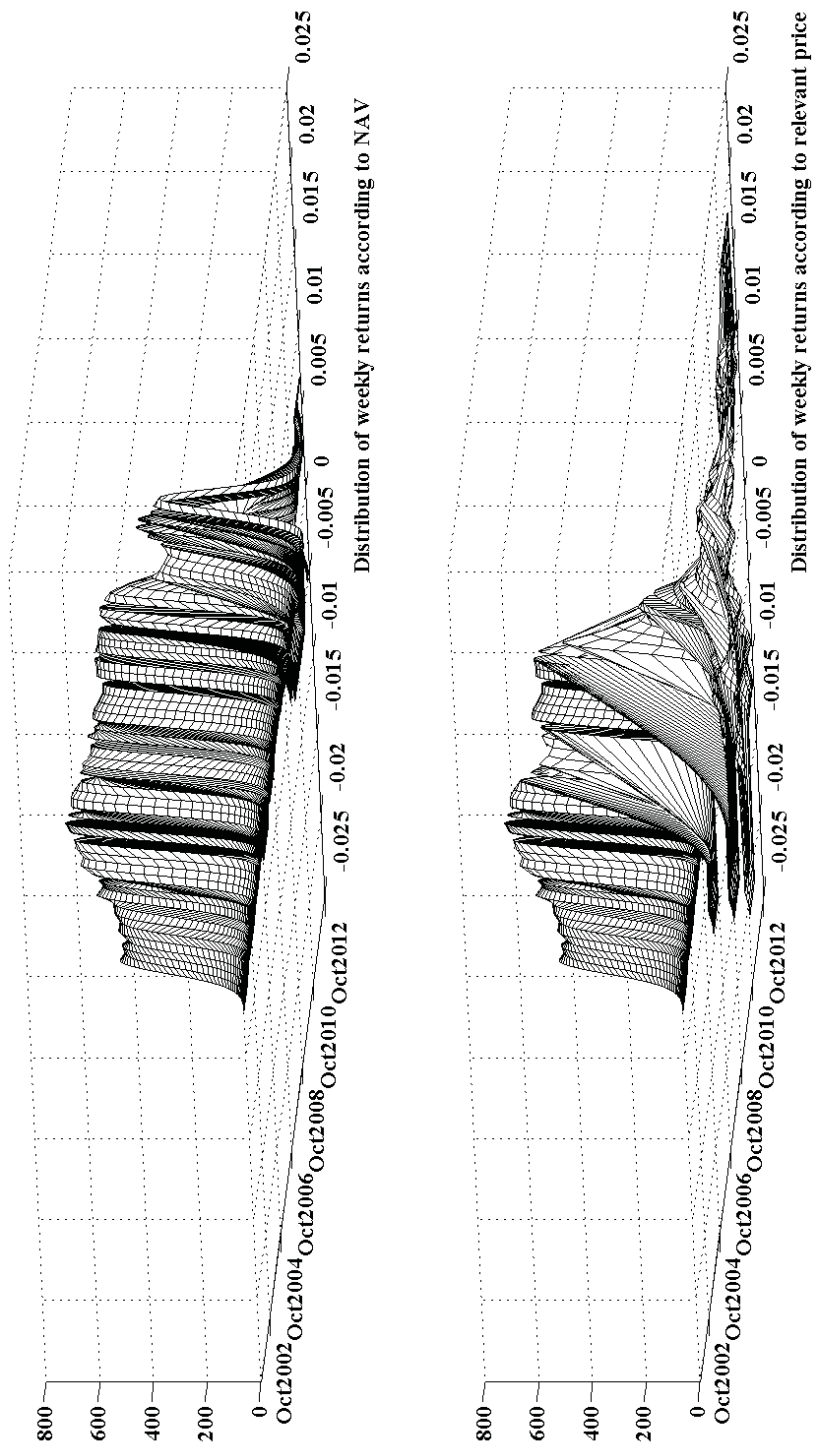 800
600
400
200
0
Oct2002
Oct2004
Oct2006
Oct2008
Oct2010
Oct2012
−0.025
−0.02
−0.015
−0.01
−0.005
0
0.005
0.01
0.015
0.02
0.025
Distribution of weekly returns according to NAV
800
600
400
200
0
Oct2002
Oct2004
Oct2006
Oct2008
Oct2010
Oct2012
−0.025
−0.02
−0.015
−0.01
−0.005
0
0.005
0.01
0.015
0.02
0.025
Distribution of weekly returns according to relevant price